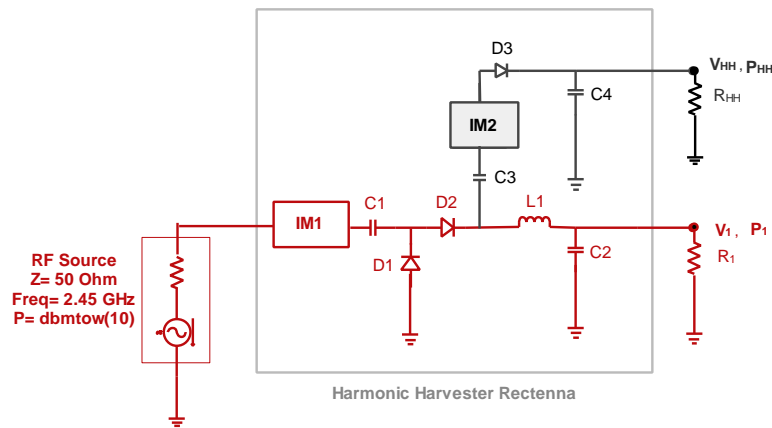 D3
VHH , PHH
C4
RHH
IM2
C3
C1
D2
L1
IM1
V1, P1
D1
C2
R1
RF Source
Z= 50 Ohm
Freq= 2.45 GHz
P= dbmtow(10)
Harmonic Harvester Rectenna